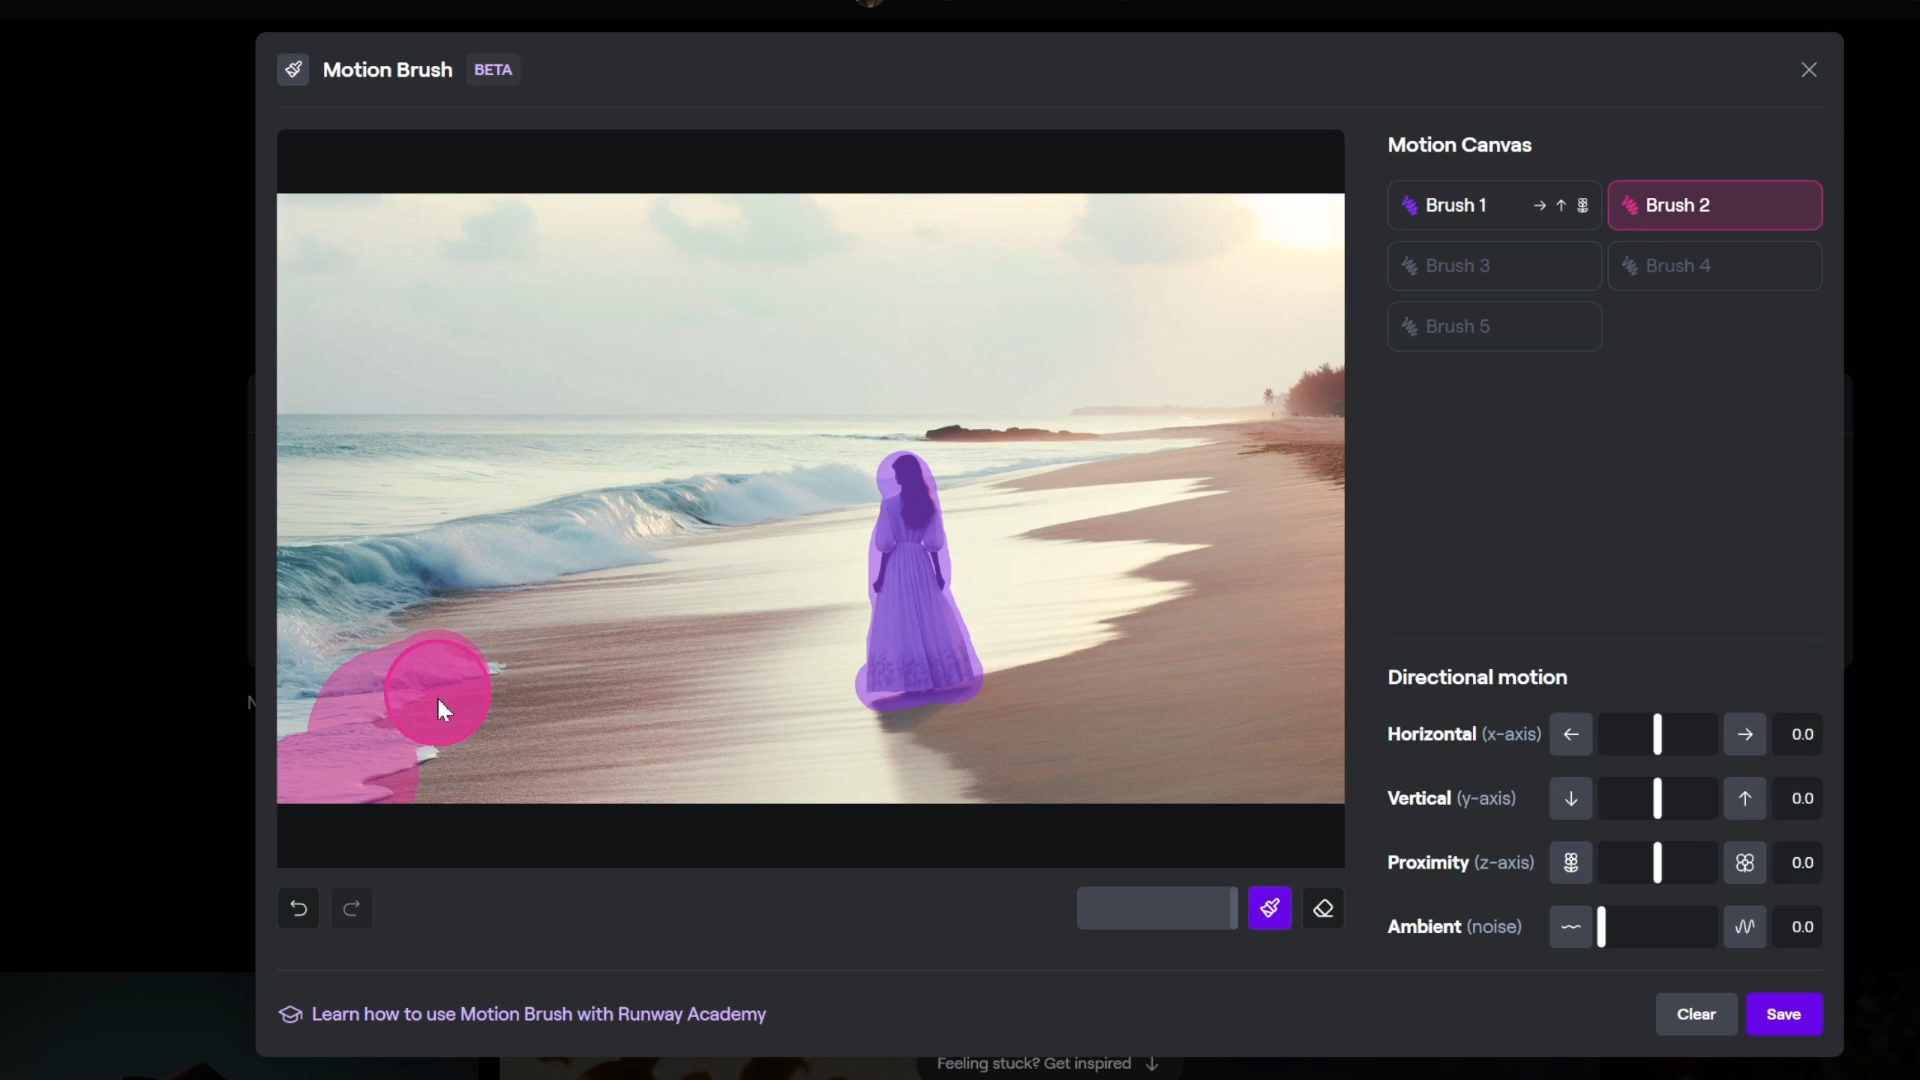 Motion Brush BETA
Motion Canvas
Brush 1
Brush 2
Brush 3
Brush 4
Brush 5
Directional motion
Horizontal (x-axis) 0.0
Vertical (y-axis) 0.0
Proximity (z-axis) 0.0
Ambient (noise) 0.0
Learn how to use Motion Brush with Runway Academy
Clear
Save
Feeling stuck? Get inspired